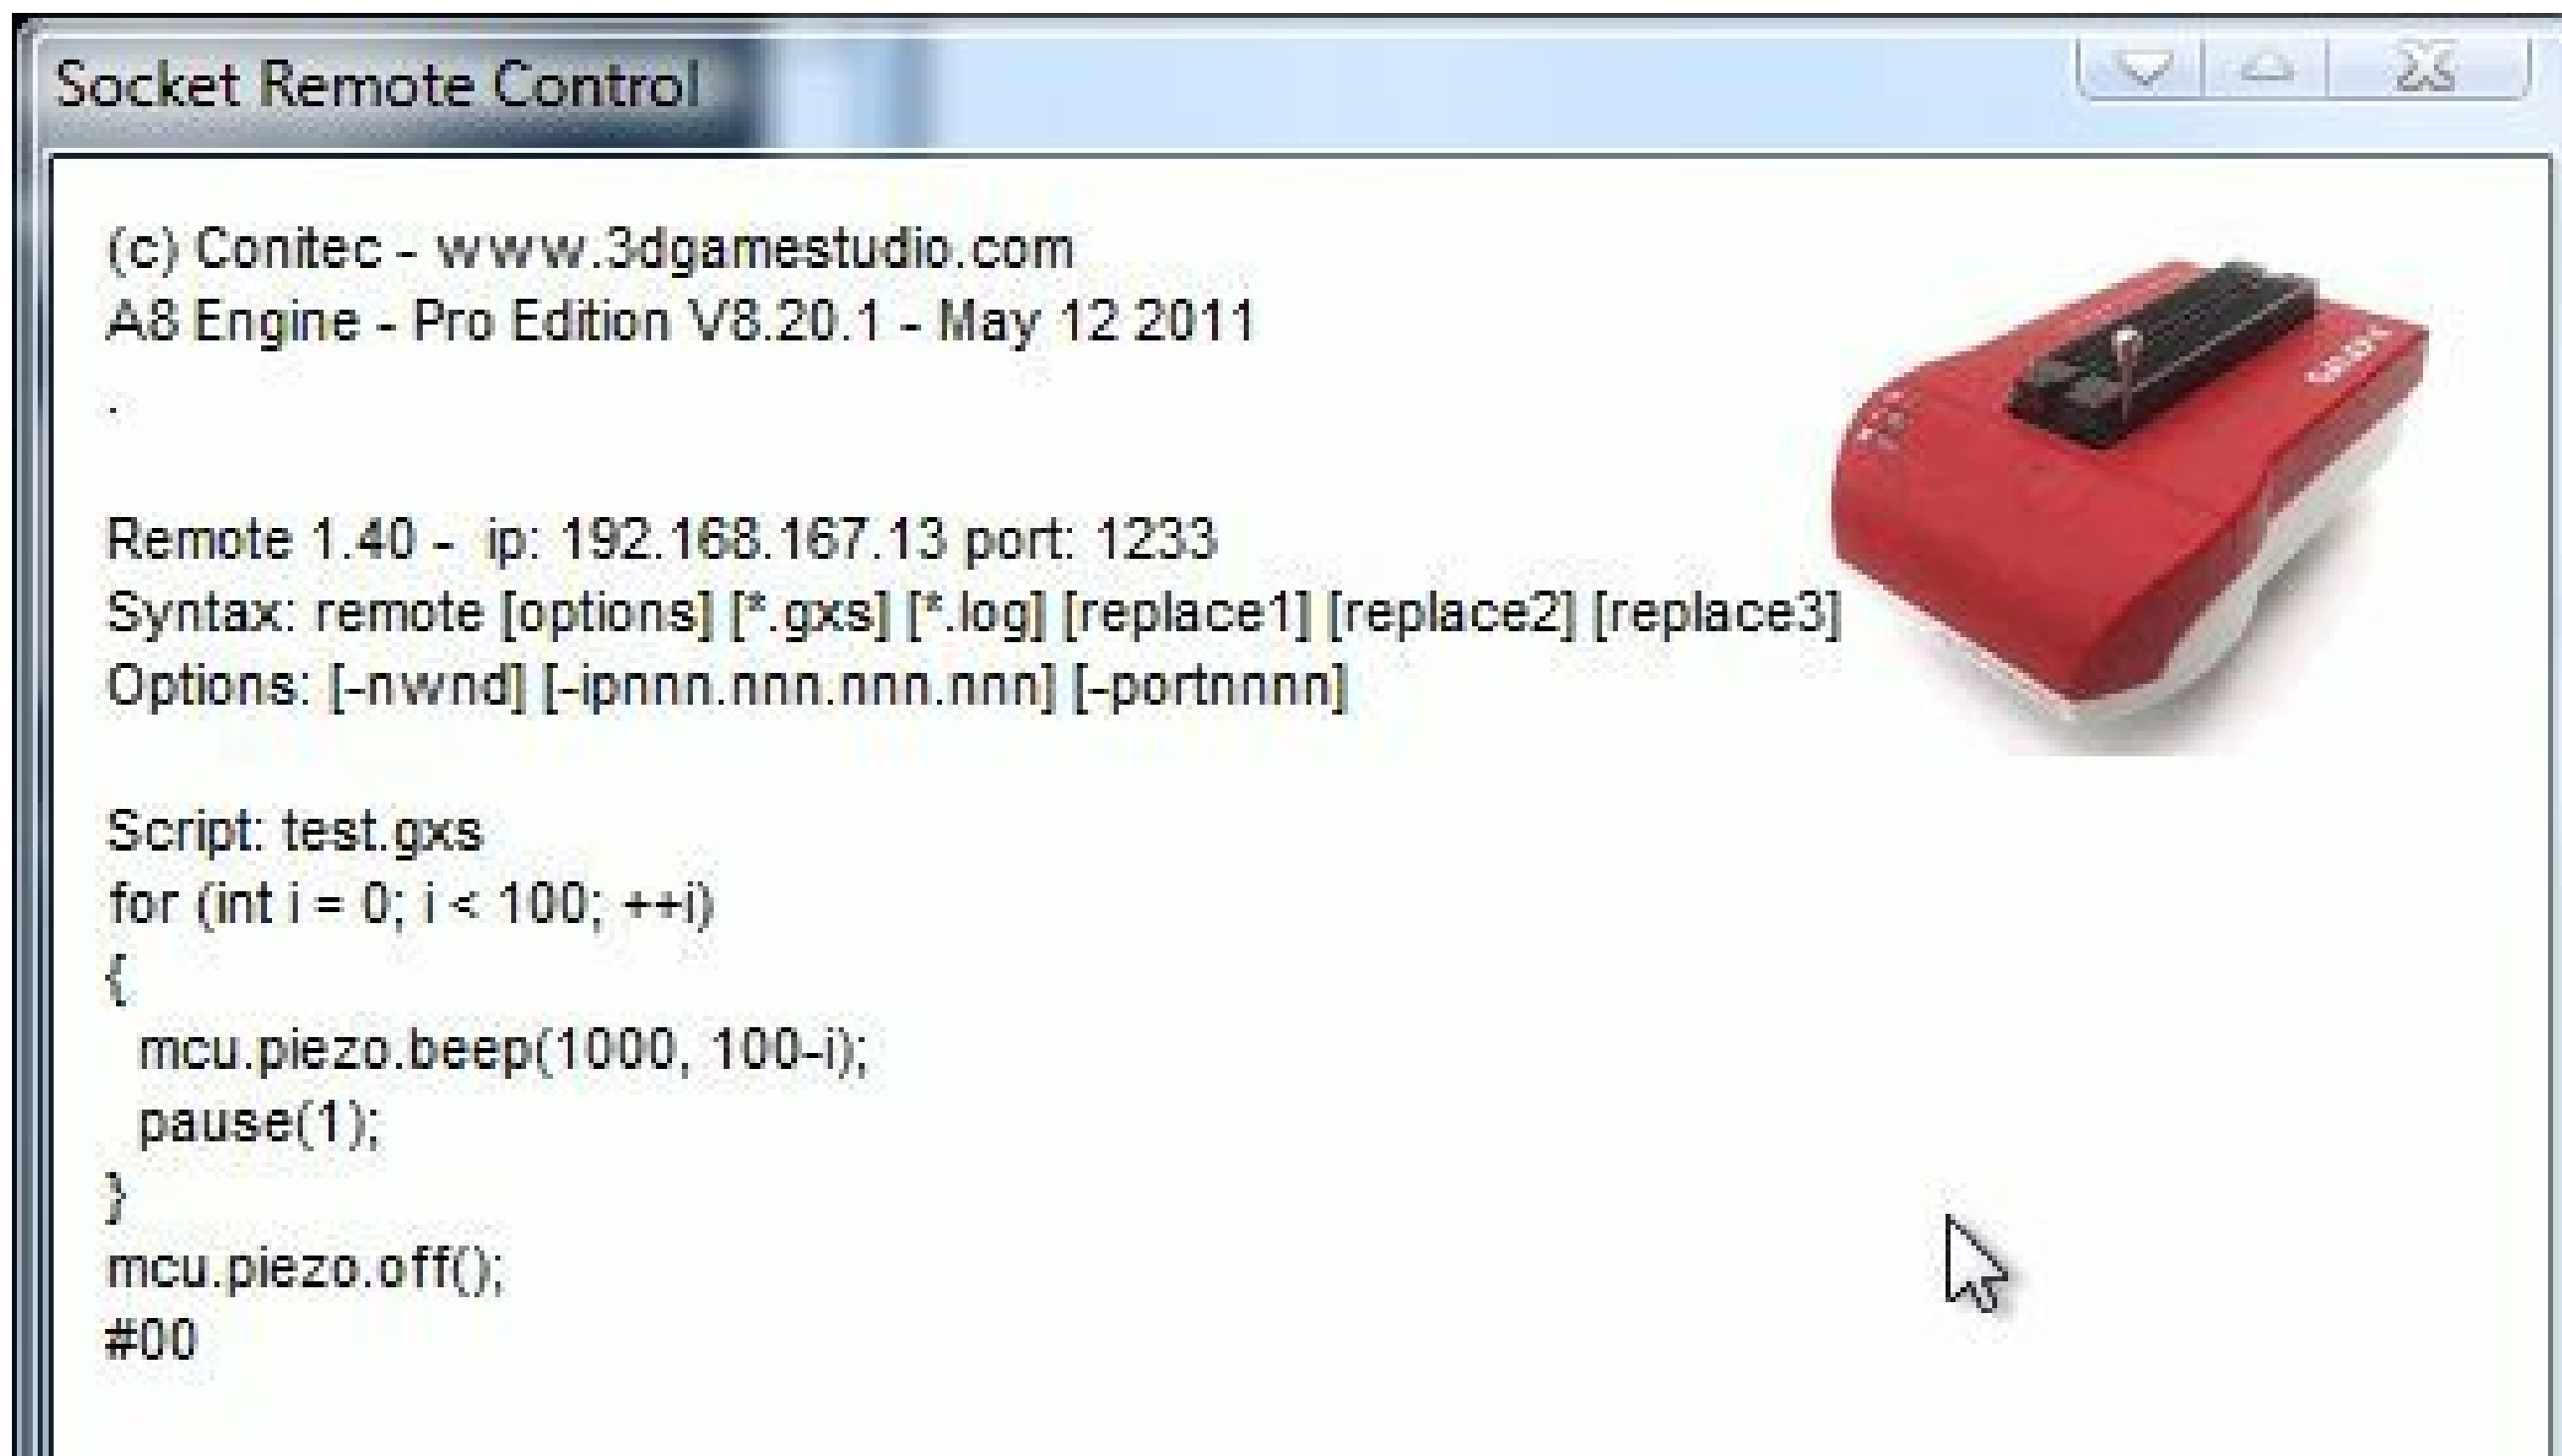 Socket Remote Control
(c) Conitec - www.3dgamestudio.com
A8 Engine - Pro Edition V8.20.1 - May 12 2011
.
Remote 1.40 -  ip: 192.168.167.13 port: 1233
Syntax: remote [options] [*.gxs] [*.log] [replace1] [replace2] [replace3]
Options: [-nwnd] [-ipnnn.nnn.nnn.nnn] [-portnnnn]
Script: test.gxs
for (int i = 0; i < 100; ++i)
{
  mcu.piezo.beep(1000, 100-i);
  pause(1);
}
mcu.piezo.off();
#00